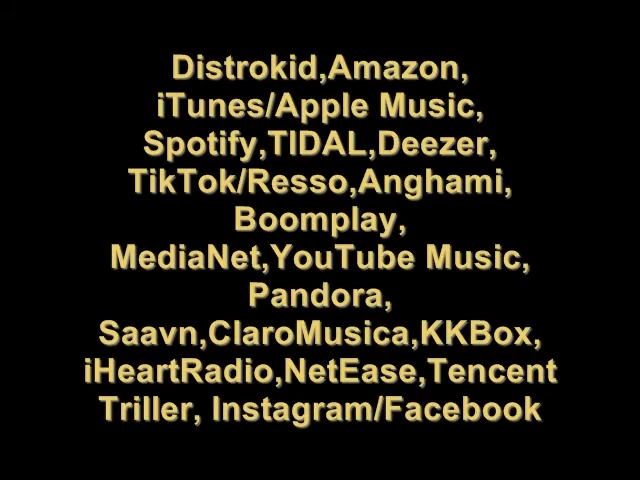 Distrokid,Amazon,
iTunes/Apple Music,
Spotify,TIDAL,Deezer,
TikTok/Resso,Anghami,
Boomplay,
MediaNet,YouTube Music,
Pandora,
Saavn,ClaroMusica,KKBox,
iHeartRadio,NetEase,Tencent
Triller, Instagram/Facebook